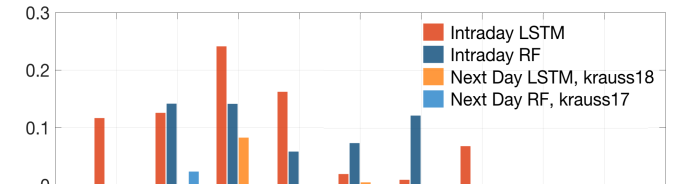 0.3
Intraday LSTM
Intraday RF
0.2
Next Day LSTM, krauss18
Next Day RF, krauss17
0.1
0